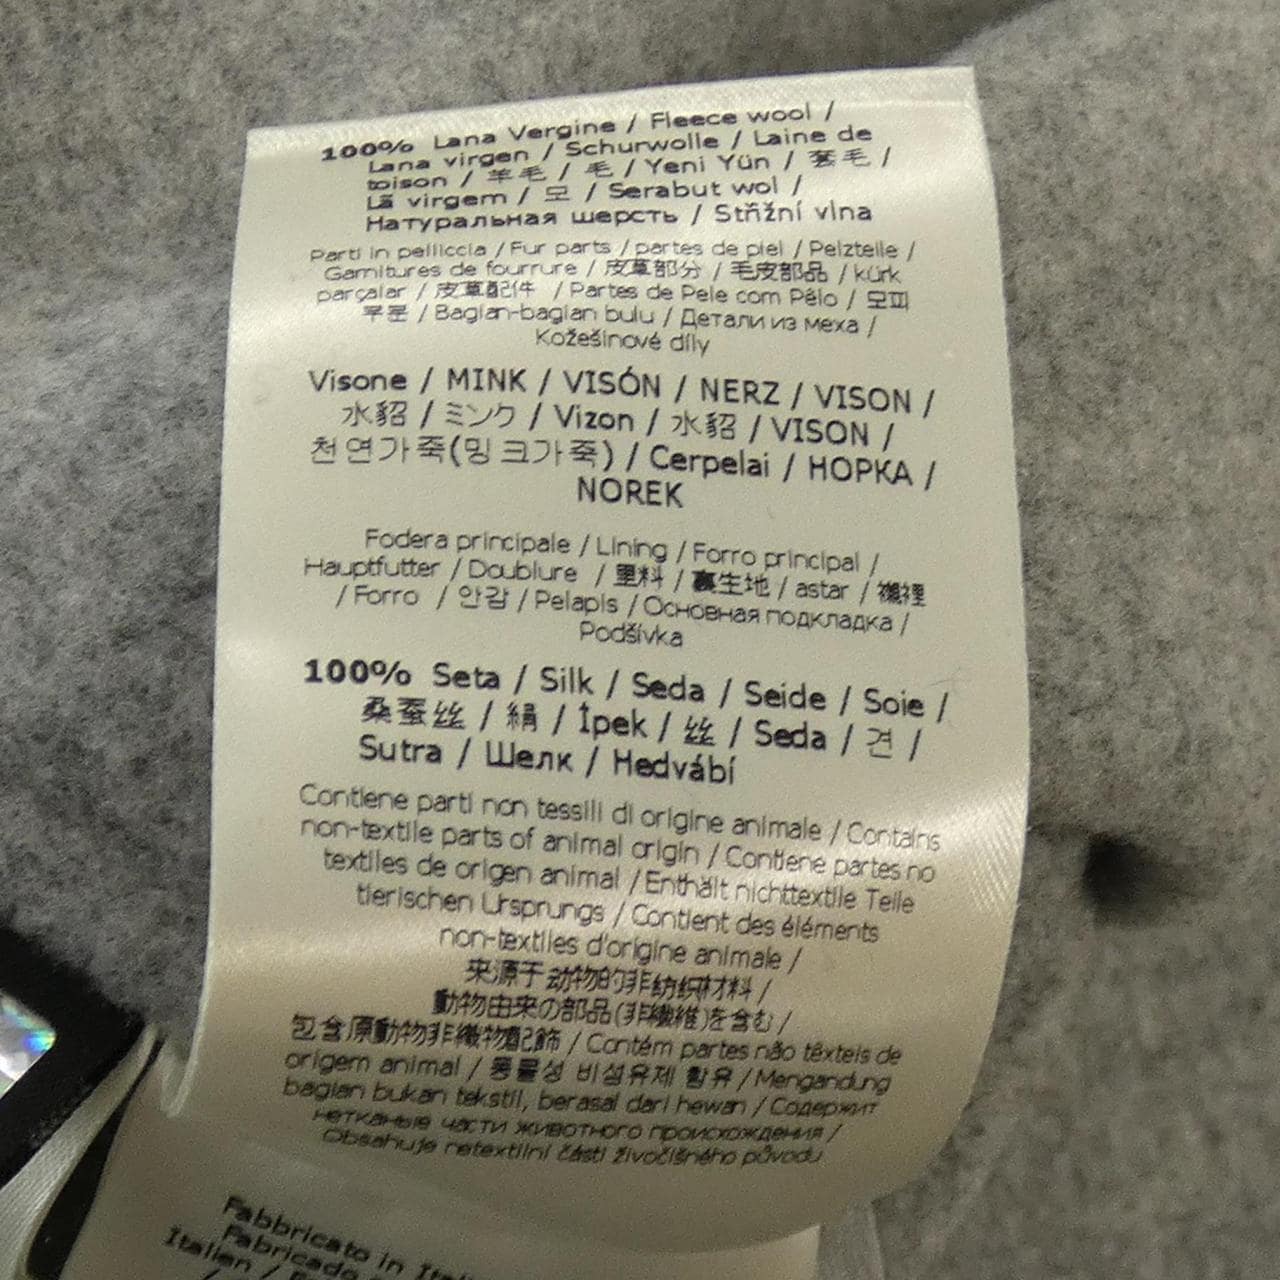 100% Lana Vergine / Fleece wool /
Lana virgen / Schurwolle / Laine de
toison / 羊毛 / 毛 / Yeni Yün / 套毛 /
Lã virgem / 모 / Serabut wol /
Натуральная шерсть / Střižní vlna
Parti in pelliccia / Fur parts / partes de piel / Pelzteile /
Garnitures de fourrure / 皮草部分 / 毛皮部品 / kürk
parçalar / 皮草配件 / Partes de Pele com Pêlo / 모피
부분 / Bagian-bagian bulu / Детали из меха /
Kožešinové díly
Visone / MINK / VISÓN / NERZ / VISON /
水貂 / ミンク / Vizon / 水貂 / VISON /
천연가죽(밍크가죽) / Cerpelai / НОРКА /
NOREK
Fodera principale / Lining / Forro principal /
Hauptfutter / Doublure / 里料 / 裏生地 / astar / 襯裡
/ Forro / 안감 / Pelapis / Основная подкладка /
Podšívka
100% Seta / Silk / Seda / Seide / Soie /
桑蚕丝 / 絹 / İpek / 丝 / Seda / 견 /
Sutra / Шелк / Hedvábí
Contiene parti non tessili di origine animale / Contains
non-textile parts of animal origin / Contiene partes no
textiles de origen animal / Enthält nichttextile Teile
tierischen Ursprungs / Contient des éléments
non-textiles d'origine animale /
来源于动物的非纺织材料 /
動物由来の部品(非繊維)を含む /
包含原動物非織物配飾 / Contém partes não têxteis de
origem animal / 동물성 비섬유제 함유 / Mengandung
bagian bukan tekstil, berasal dari hewan / Содержит
нетканые части животного происхождения /
Obsahuje netextilní části živočišného původu
Fabbricato in
Fabricado
Italien /